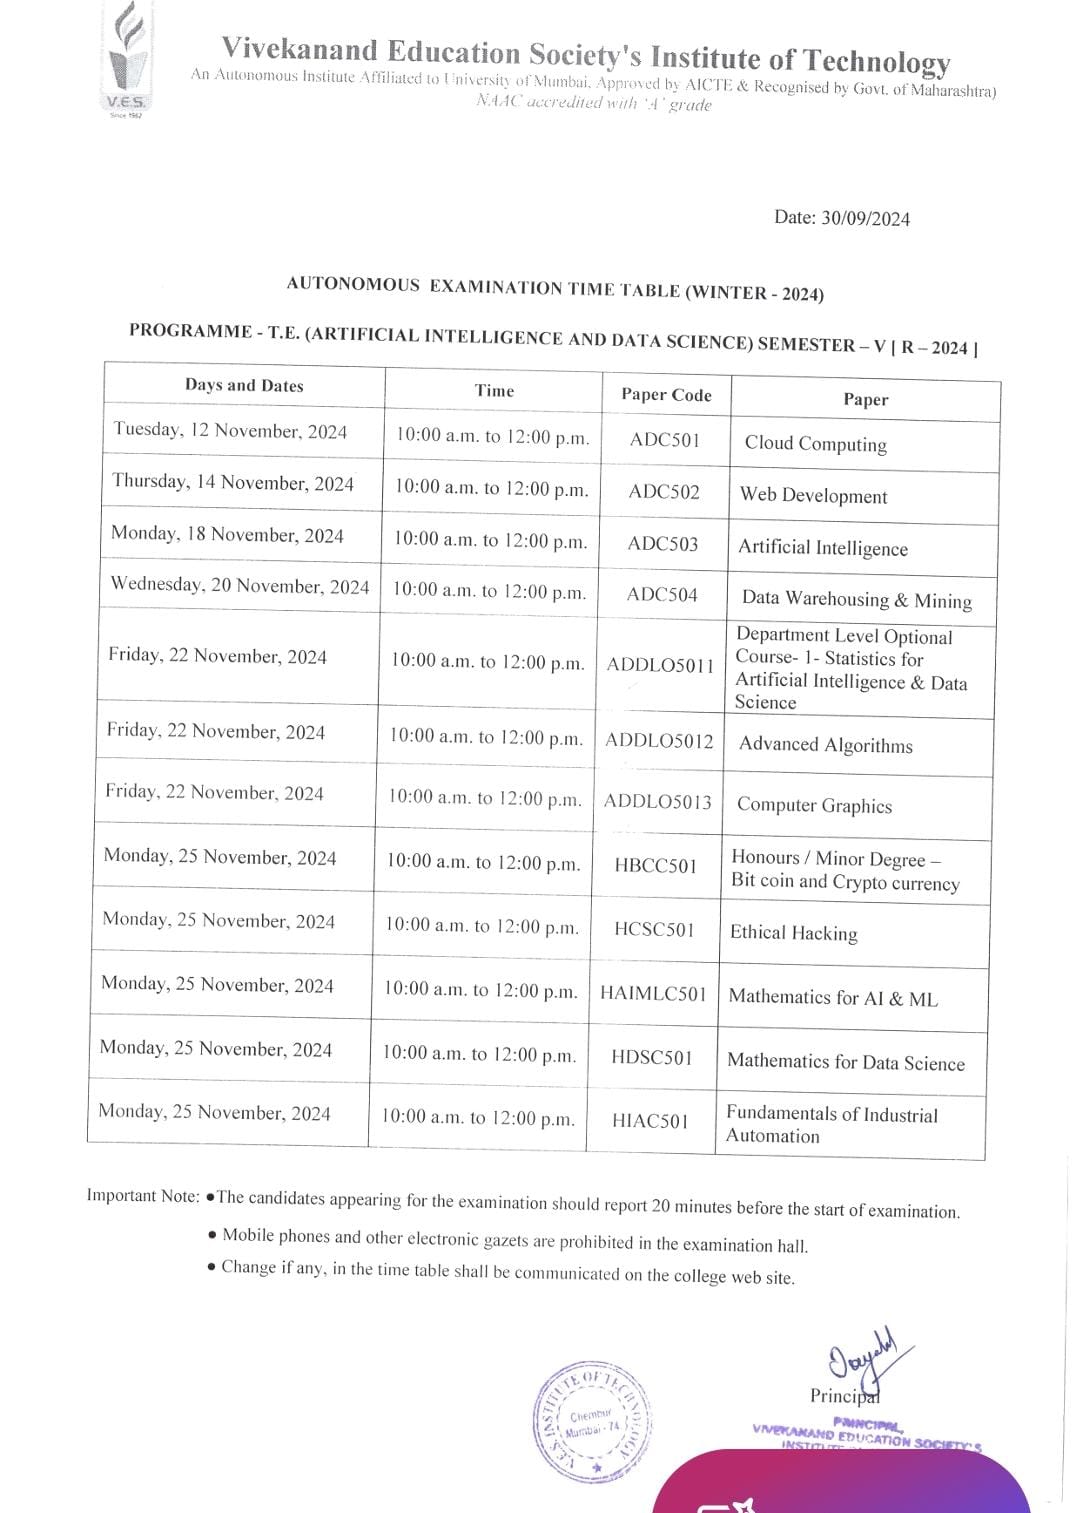 V.E.S.
Since 1962
Vivekanand Education Society's Institute of Technology
An Autonomous Institute Affiliated to University of Mumbai, Approved by AICTE & Recognised by Govt. of Maharashtra)
NAAC accredited with 'A' grade
Date: 30/09/2024
AUTONOMOUS EXAMINATION TIME TABLE (WINTER - 2024)
PROGRAMME - T.E. (ARTIFICIAL INTELLIGENCE AND DATA SCIENCE) SEMESTER – V [ R – 2024 ]
Days and Dates Time Paper Code Paper
Tuesday, 12 November, 2024 10:00 a.m. to 12:00 p.m. ADC501 Cloud Computing
Thursday, 14 November, 2024 10:00 a.m. to 12:00 p.m. ADC502 Web Development
Monday, 18 November, 2024 10:00 a.m. to 12:00 p.m. ADC503 Artificial Intelligence
Wednesday, 20 November, 2024 10:00 a.m. to 12:00 p.m. ADC504 Data Warehousing & Mining
Friday, 22 November, 2024 10:00 a.m. to 12:00 p.m. ADDLO5011 Department Level Optional
Course- 1- Statistics for
Artificial Intelligence & Data
Science
Friday, 22 November, 2024 10:00 a.m. to 12:00 p.m. ADDLO5012 Advanced Algorithms
Friday, 22 November, 2024 10:00 a.m. to 12:00 p.m. ADDLO5013 Computer Graphics
Monday, 25 November, 2024 10:00 a.m. to 12:00 p.m. HBCC501 Honours / Minor Degree –
Bit coin and Crypto currency
Monday, 25 November, 2024 10:00 a.m. to 12:00 p.m. HCSC501 Ethical Hacking
Monday, 25 November, 2024 10:00 a.m. to 12:00 p.m. HAIMLC501 Mathematics for AI & ML
Monday, 25 November, 2024 10:00 a.m. to 12:00 p.m. HDSC501 Mathematics for Data Science
Monday, 25 November, 2024 10:00 a.m. to 12:00 p.m. HIAC501 Fundamentals of Industrial
Automation
Important Note: ●The candidates appearing for the examination should report 20 minutes before the start of examination.
● Mobile phones and other electronic gazets are prohibited in the examination hall.
● Change if any, in the time table shall be communicated on the college web site.
Principal
PRINCIPAL,
VIVEKANAND EDUCATION SOCIETY'S
V.E.S. INSTITUTE OF TECHNOLOGY
Chembur
Mumbai - 74